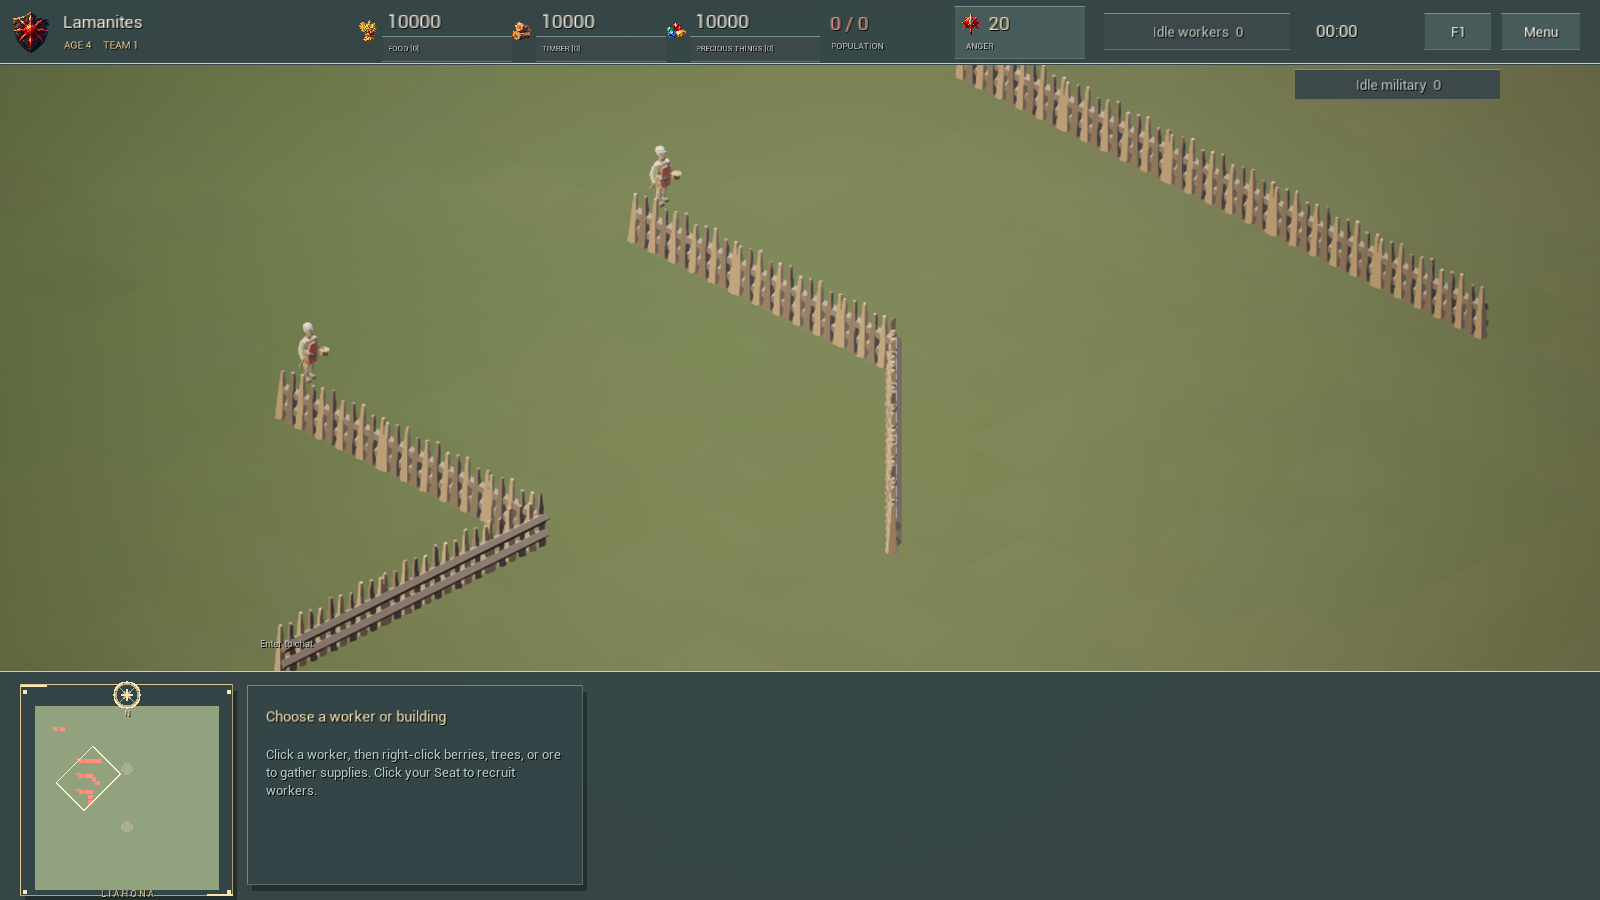 Lamanites
AGE 4 TEAM 1
10000
FOOD [0]
10000
TIMBER [0]
10000
PRECIOUS THINGS [0]
0 / 0
POPULATION
20
ANGER
Idle workers 0
00:00
F1
Menu
Idle military 0
Enter to chat
N
LIAHONA
Choose a worker or building
Click a worker, then right-click berries, trees, or ore
to gather supplies. Click your Seat to recruit
workers.